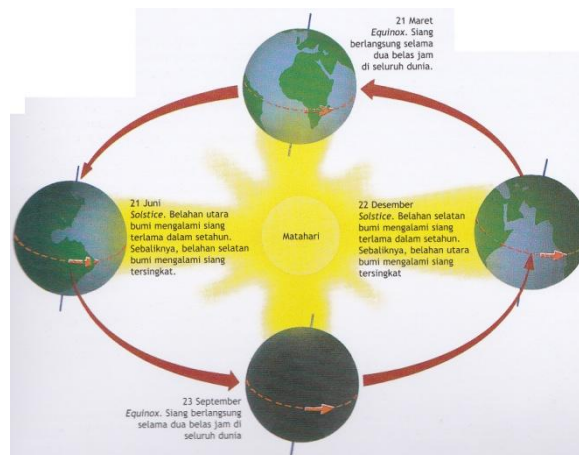 21 Maret
Equinox. Siang
berlangsung selama
dua belas jam
di seluruh dunia.
21 Juni
Solstice. Belahan utara
bumi mengalami siang
terlama dalam setahun.
Sebaliknya, belahan selatan
bumi mengalami siang
tersingkat.
Matahari
22 Desember
Solstice. Belahan selatan
bumi mengalami siang
terlama dalam setahun.
Sebaliknya, belahan utara
bumi mengalami siang
tersingkat
23 September
Equinox. Siang berlangsung
selama dua belas jam di
seluruh dunia